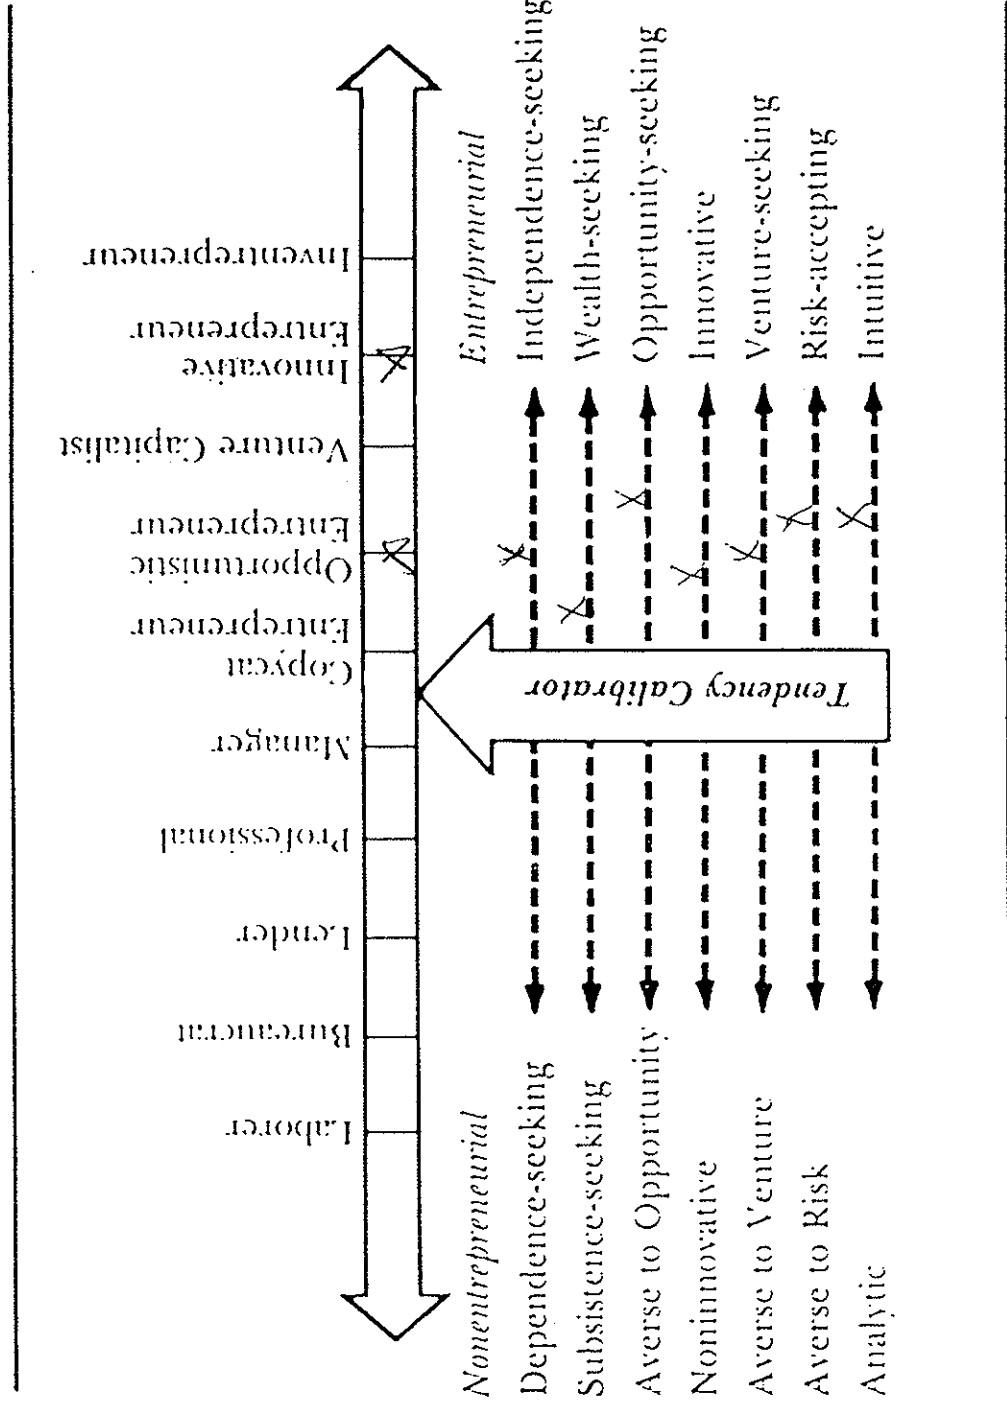 Laborer
Bureaucrat
Lender
Professional
Manager
Copycat
Entrepreneur
Opportunistic
Entrepreneur
Venture Capitalist
Innovative
Entrepreneur
Inventrepreneur
Nonentrepreneurial
Entrepreneurial
Dependence-seeking
Independence-seeking
Subsistence-seeking
Wealth-seeking
Averse to Opportunity
Opportunity-seeking
Noninnovative
Innovative
Averse to Venture
Venture-seeking
Averse to Risk
Risk-accepting
Analytic
Intuitive
Tendency Calibrator